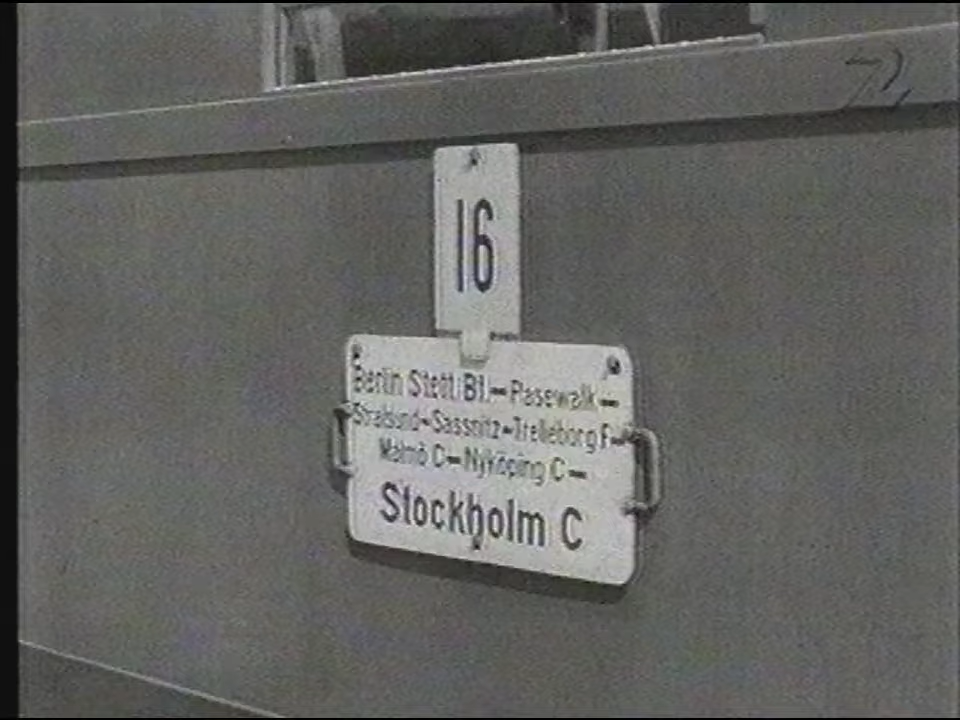 16
Berlin Stett. Bf.-Pasewalk-
Stralsund-Sassnitz-Trelleborg F-
Malmö C-Nyköping C-
Stockholm C